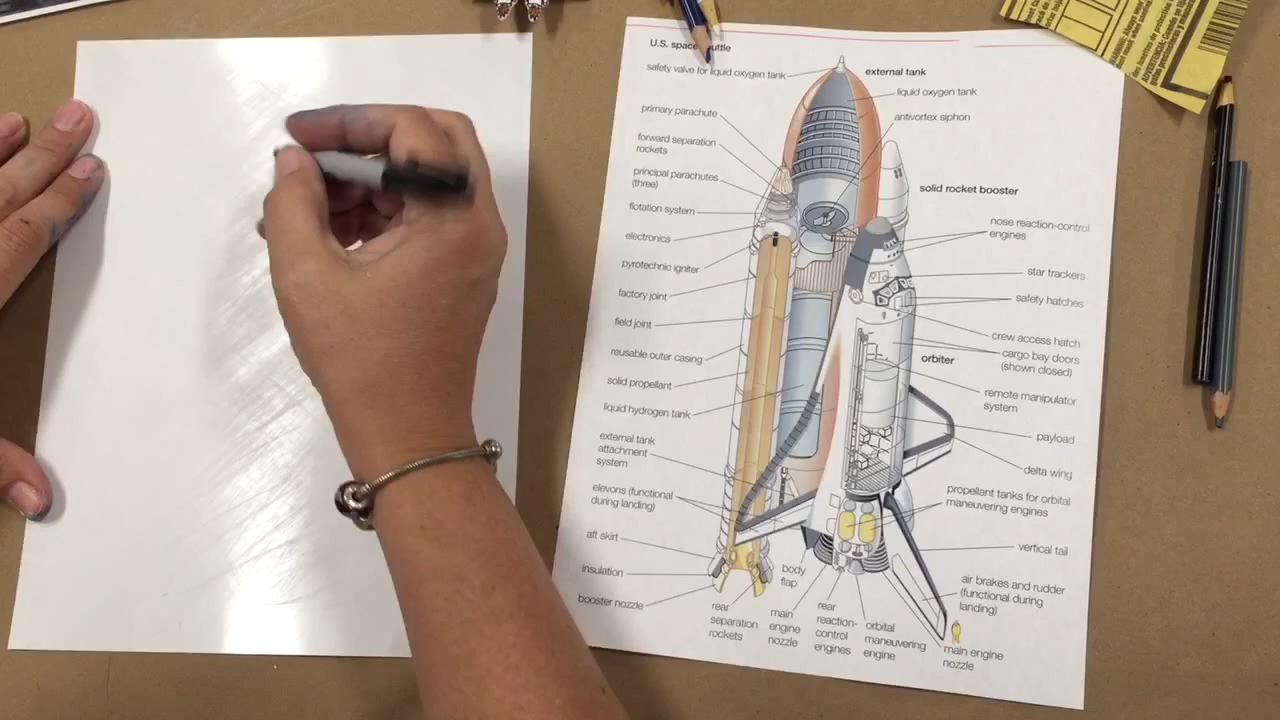 U.S. space shuttle
safety valve for liquid oxygen tank
primary parachute
forward separation
rockets
principal parachutes
(three)
flotation system
electronics
pyrotechnic igniter
factory joint
field joint
reusable outer casing
solid propellant
liquid hydrogen tank
external tank
attachment
system
elevons (functional
during landing)
aft skirt
insulation
booster nozzle
rear
separation
rockets
body
flap
main
engine
nozzle
rear
reaction-
control
engines
orbital
maneuvering
engine
external tank
liquid oxygen tank
antivortex siphon
solid rocket booster
nose reaction-control
engines
star trackers
safety hatches
crew access hatch
cargo bay doors
(shown closed)
orbiter
remote manipulator
system
payload
delta wing
propellant tanks for orbital
maneuvering engines
vertical tail
air brakes and rudder
(functional during
landing)
main engine
nozzle